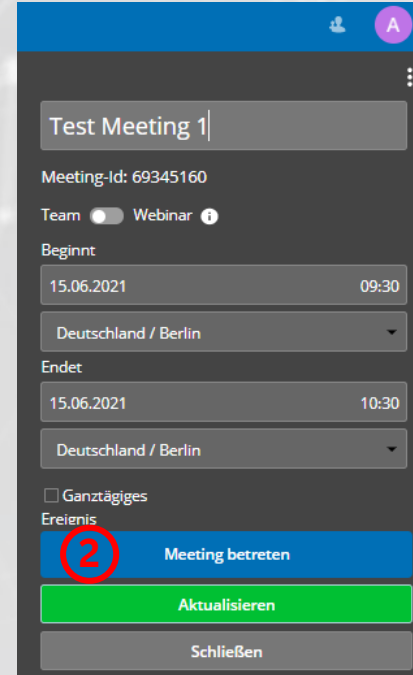 A
Test Meeting 1
Meeting-Id: 69345160
Team Webinar i
Beginnt
15.06.2021 09:30
Deutschland / Berlin
Endet
15.06.2021 10:30
Deutschland / Berlin
Ganztägiges
Ereignis
2 Meeting betreten
Aktualisieren
Schließen